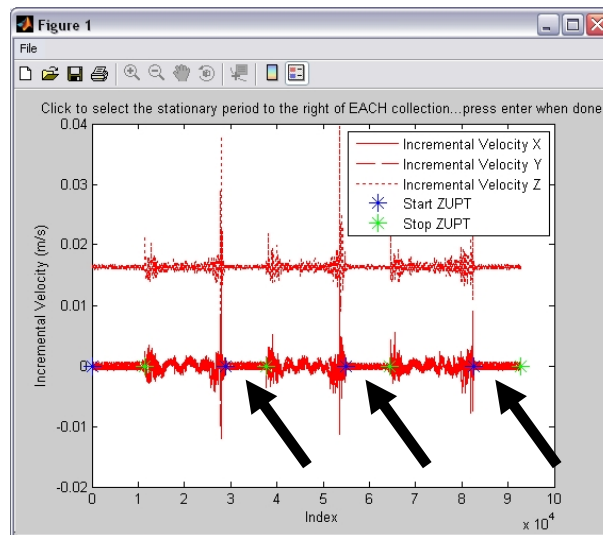 Figure 1
File
Click to select the stationary period to the right of EACH collection...press enter when done
0.04
0.03
0.02
0.01
0
-0.01
-0.02
Incremental Velocity (m/s)
Incremental Velocity X
Incremental Velocity Y
Incremental Velocity Z
Start ZUPT
Stop ZUPT
0 1 2 3 4 5 6 7 8 9 10
Index
x 10^4